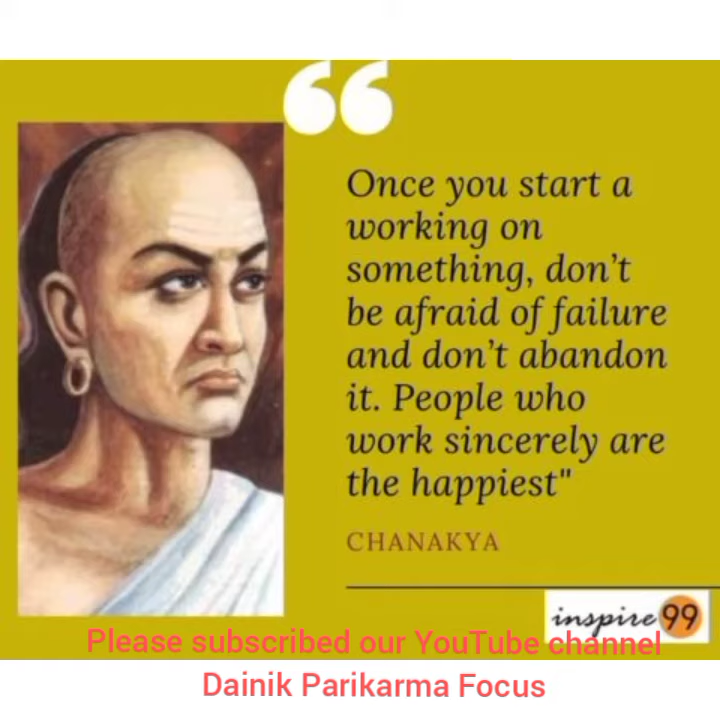 “
Once you start a
working on
something, don't
be afraid of failure
and don't abandon
it. People who
work sincerely are
the happiest"
CHANAKYA
inspire99
Please subscribed our YouTube channel
Dainik Parikarma Focus